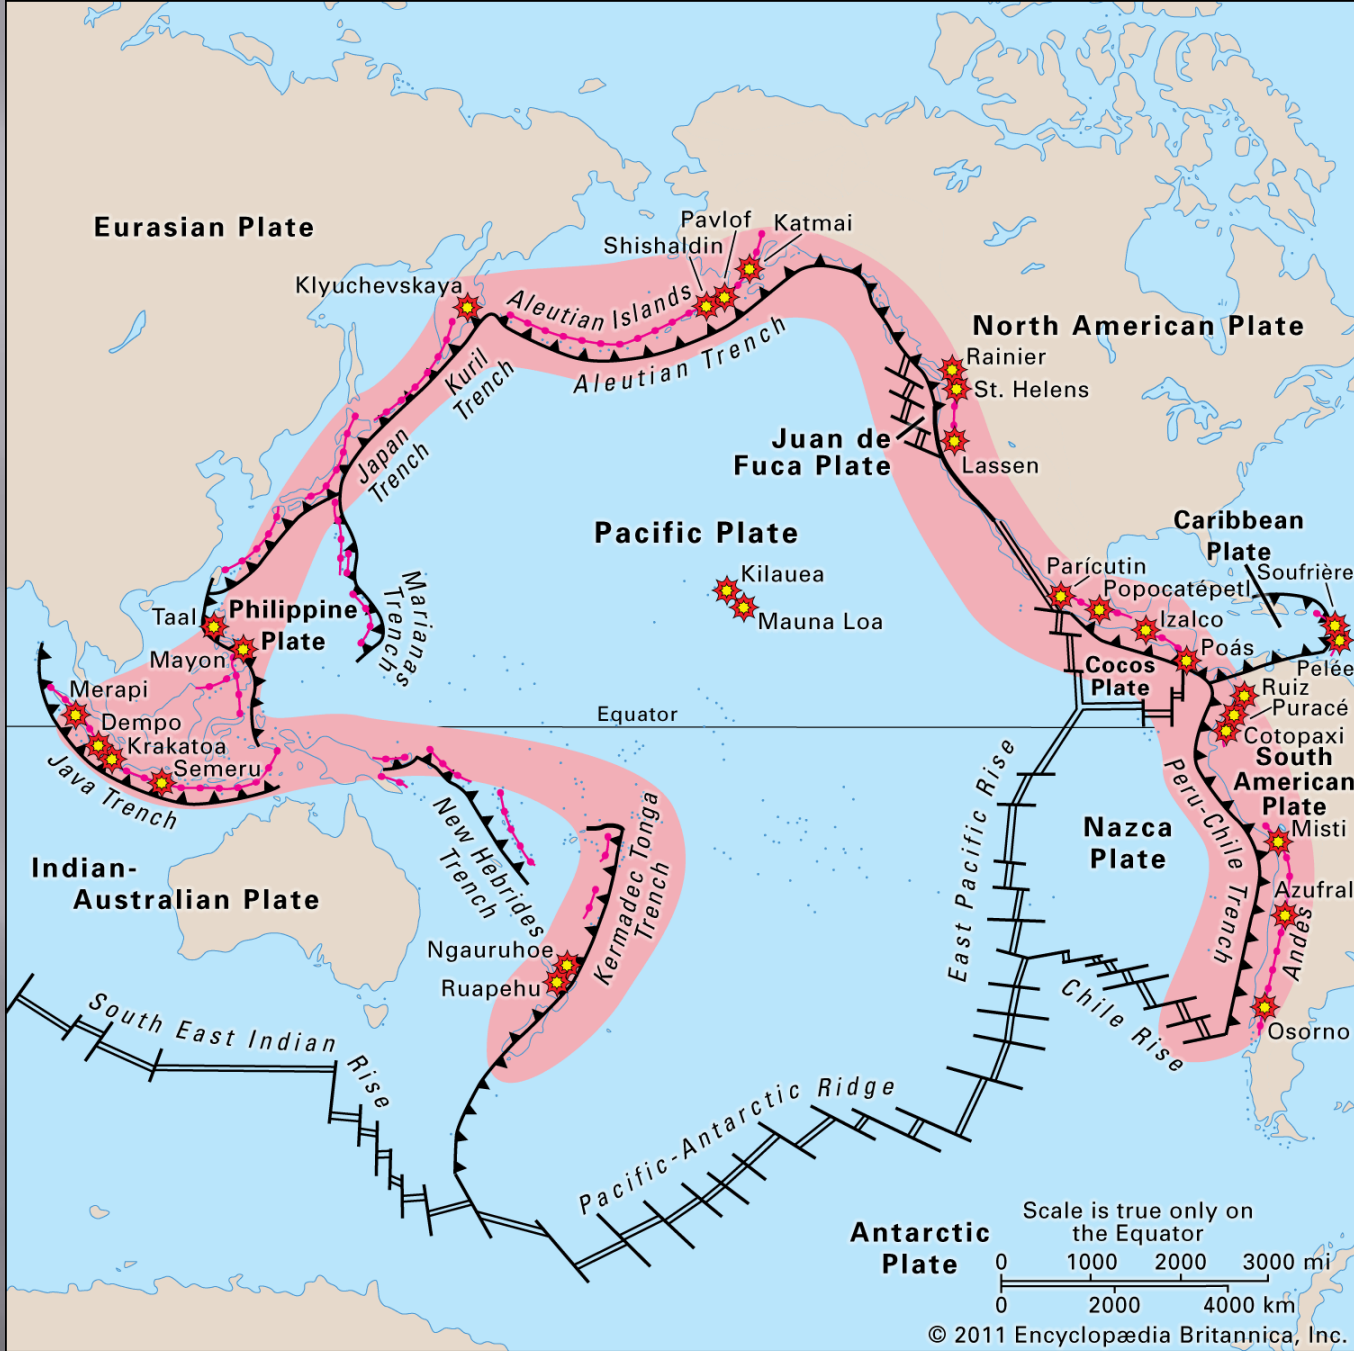 Eurasian Plate
Pavlof
Katmai
Shishaldin
Klyuchevskaya
Aleutian Islands
Aleutian Trench
Kuril
Trench
Japan
Trench
North American Plate
Rainier
St. Helens
Juan de
Fuca Plate
Lassen
Pacific Plate
Kilauea
Mauna Loa
Caribbean
Plate
Soufrière
Parícutin
Popocatépetl
Izalco
Poás
Pelée
Cocos
Plate
Taal
Philippine
Plate
Mayon
Marianas
Trench
Merapi
Dempo
Krakatoa
Semeru
Java Trench
Equator
Ruiz
Puracé
Cotopaxi
South
American
Plate
Misti
Azufral
Andes
Osorno
Peru-Chile Trench
Nazca
Plate
East Pacific Rise
Chile Rise
New Hebrides
Trench
Kermadec Tonga
Trench
Indian-
Australian Plate
Ngauruhoe
Ruapehu
South East Indian Rise
Pacific-Antarctic Ridge
Antarctic
Plate
Scale is true only on
the Equator
0 1000 2000 3000 mi
0 2000 4000 km
© 2011 Encyclopædia Britannica, Inc.